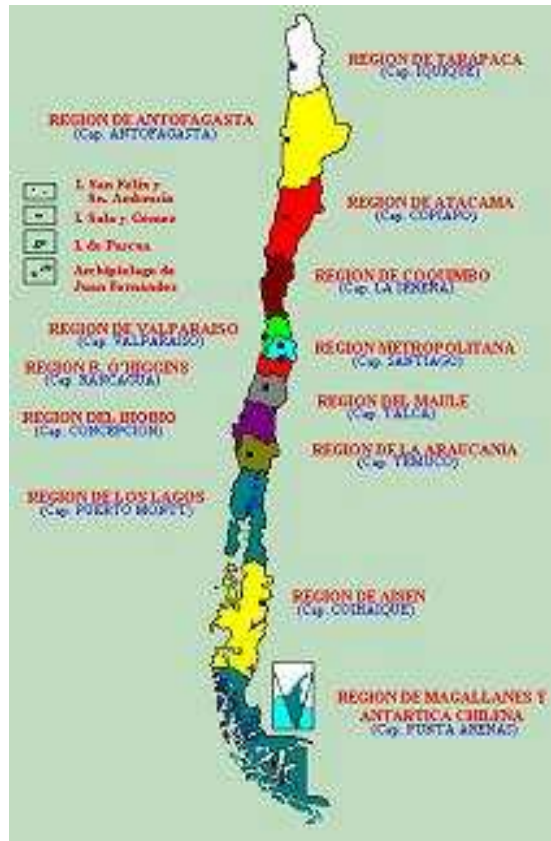 REGION DE TARAPACA
(Cap. IQUIQUE)
REGION DE ANTOFAGASTA
(Cap. ANTOFAGASTA)
I. San Felix y
Sn. Ambrosio
I. Sala y Gomez
I. de Pascua
Archipielago de
Juan Fernandez
REGION DE ATACAMA
(Cap. COPIAPO)
REGION DE COQUIMBO
(Cap. LA SERENA)
REGION DE VALPARAISO
(Cap. VALPARAISO)
REGION METROPOLITANA
(Cap. SANTIAGO)
REGION B. O'HIGGINS
(Cap. RANCAGUA)
REGION DEL MAULE
(Cap. TALCA)
REGION DEL BIOBIO
(Cap. CONCEPCION)
REGION DE LA ARAUCANIA
(Cap. TEMUCO)
REGION DE LOS LAGOS
(Cap. PUERTO MONTT)
REGION DE AISEN
(Cap. COIHAIQUE)
REGION DE MAGALLANES Y
ANTARTICA CHILENA
(Cap. PUNTA ARENAS)